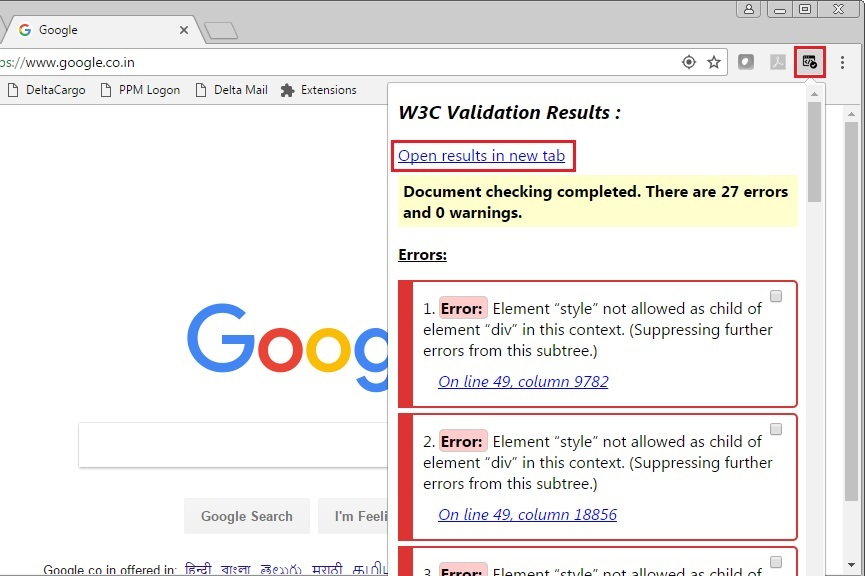 Google
ps://www.google.co.in
DeltaCargo PPM Logon Delta Mail Extensions
W3C Validation Results :
Open results in new tab
Document checking completed. There are 27 errors
and 0 warnings.
Errors:
1. Error: Element “style” not allowed as child of
element “div” in this context. (Suppressing further
errors from this subtree.)
On line 49, column 9782
2. Error: Element “style” not allowed as child of
element “div” in this context. (Suppressing further
errors from this subtree.)
On line 49, column 18856
3. Error: Element “style” not allowed as child of
Goog
Google Search I'm Feeli
Google.co.in offered in: हिन्दी বাংলা తెలుగు मराठी தமிழ்